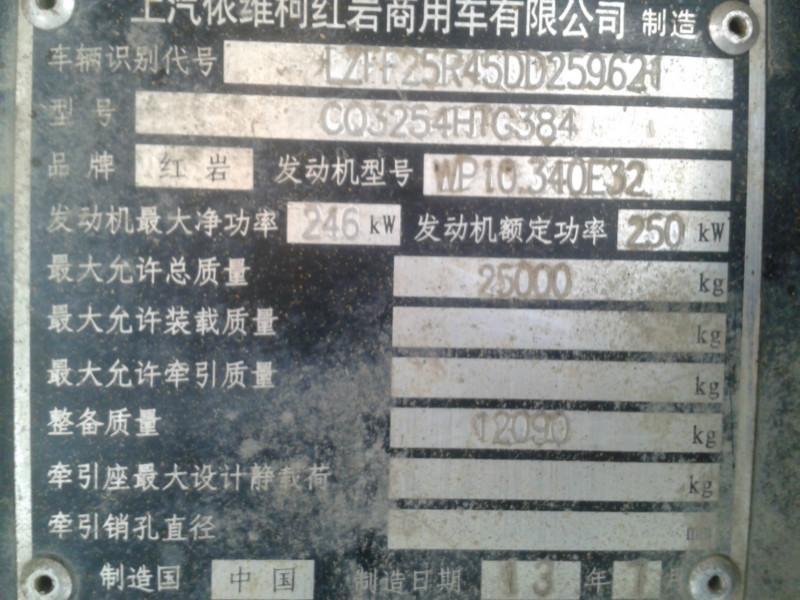 上汽依维柯红岩商用车有限公司 制造
车辆识别代号 LZFF25R45DD259621
型号 CQ3254HTG384
品牌 红岩 发动机型号 WP10.340E32
发动机最大净功率 246 kW 发动机额定功率 250 kW
最大允许总质量 25000 kg
最大允许装载质量 kg
最大允许牵引质量 kg
整备质量 12090 kg
牵引座最大设计静载荷 kg
牵引销孔直径 mm
制造国 中国 制造日期 13 年 1 月